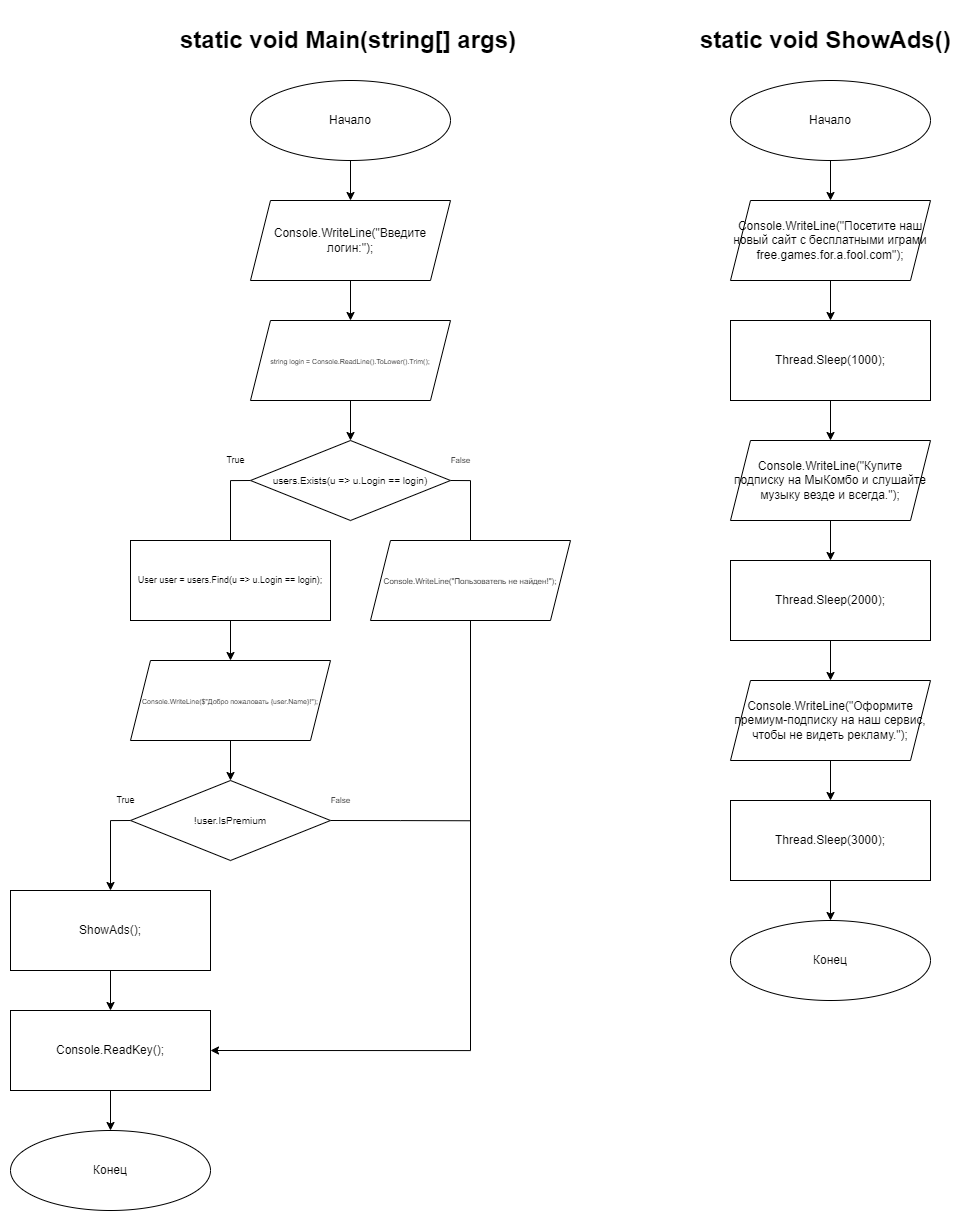 static void Main(string[] args)
Начало
Console.WriteLine("Введите
логин:");
string login = Console.ReadLine().ToLower().Trim();
True
False
users.Exists(u => u.Login == login)
User user = users.Find(u => u.Login == login);
Console.WriteLine("Пользователь не найден!");
Console.WriteLine($"Добро пожаловать {user.Name}!");
True
False
!user.IsPremium
ShowAds();
Console.ReadKey();
Конец
static void ShowAds()
Начало
Console.WriteLine("Посетите наш
новый сайт с бесплатными играми
free.games.for.a.fool.com");
Thread.Sleep(1000);
Console.WriteLine("Купите
подписку на МыКомбо и слушайте
музыку везде и всегда.");
Thread.Sleep(2000);
Console.WriteLine("Оформите
премиум-подписку на наш сервис,
чтобы не видеть рекламу.");
Thread.Sleep(3000);
Конец